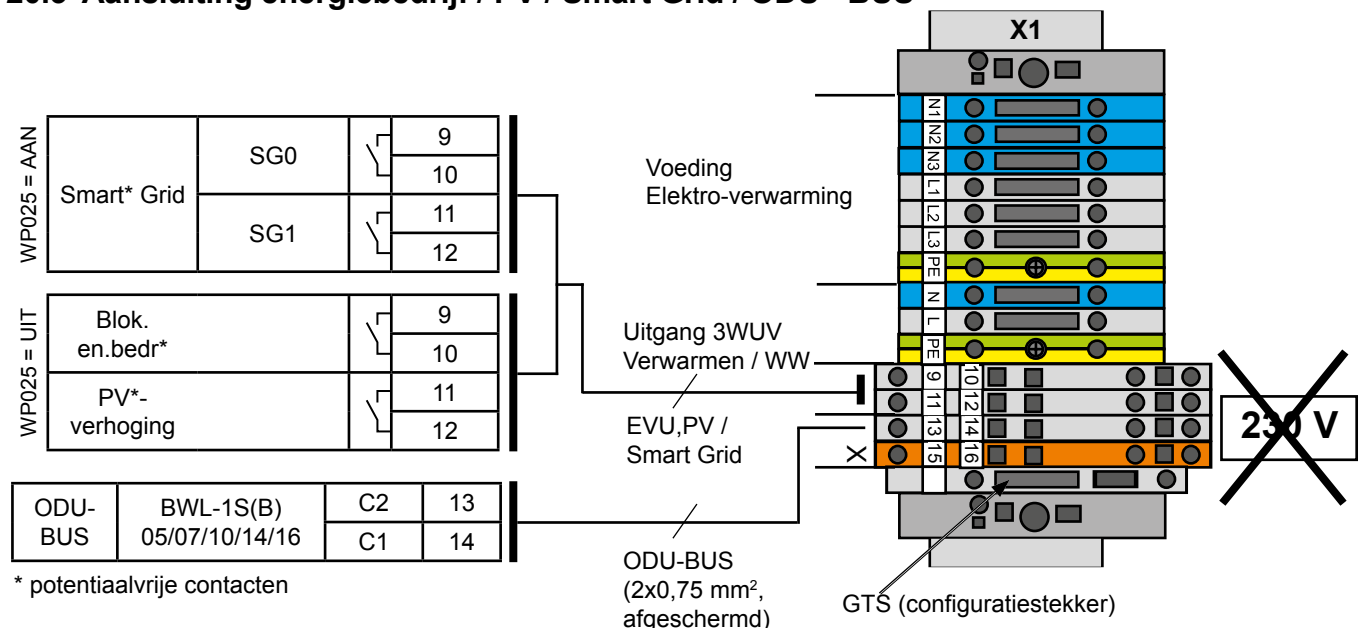 X1
WP025 = AAN
Smart* Grid
SG0
9
10
SG1
11
12
WP025 = UIT
Blok.
en.bedr*
9
10
PV*-
verhoging
11
12
ODU-
BUS
BWL-1S(B)
05/07/10/14/16
C2
13
C1
14
* potentiaalvrije contacten
Voeding
Elektro-verwarming
Uitgang 3WUV
Verwarmen / WW
EVU,PV /
Smart Grid
ODU-BUS
(2x0,75 mm²,
afgeschermd)
N1
N2
N3
L1
L2
L3
PE
N
L
PE
9 10
11 12
13 14
X 15 16
230 V
GTS (configuratiestekker)